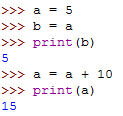 >>> a = 5
>>> b = a
>>> print(b)
5
>>> a = a + 10
>>> print(a)
15